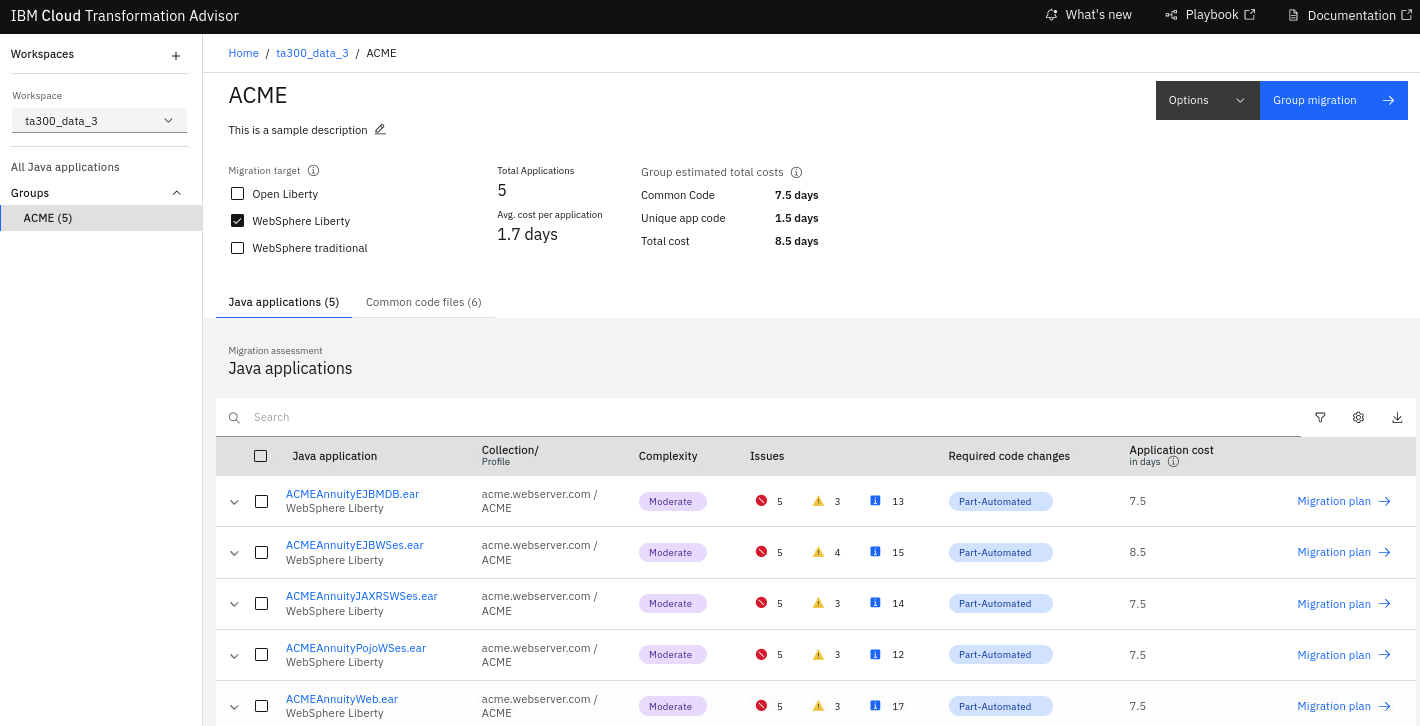 IBM Cloud Transformation Advisor
What's new
Playbook
Documentation
Workspaces
Workspace
ta300_data_3
All Java applications
Groups
ACME (5)
Home / ta300_data_3 / ACME
ACME
This is a sample description
Options
Group migration
Migration target
Open Liberty
WebSphere Liberty
WebSphere traditional
Total Applications
5
Avg. cost per application
1.7 days
Group estimated total costs
Common Code 7.5 days
Unique app code 1.5 days
Total cost 8.5 days
Java applications (5)
Common code files (6)
Migration assessment
Java applications
Search
Java application
Collection/
Profile
Complexity
Issues
Required code changes
Application cost
in days
ACMEAnnuityEJBMDB.ear
WebSphere Liberty
acme.webserver.com /
ACME
Moderate
5 3 13
Part-Automated
7.5
Migration plan
ACMEAnnuityEJBWSes.ear
WebSphere Liberty
acme.webserver.com /
ACME
Moderate
5 4 15
Part-Automated
8.5
Migration plan
ACMEAnnuityJAXRSWSes.ear
WebSphere Liberty
acme.webserver.com /
ACME
Moderate
5 3 14
Part-Automated
7.5
Migration plan
ACMEAnnuityPojoWSes.ear
WebSphere Liberty
acme.webserver.com /
ACME
Moderate
5 3 12
Part-Automated
7.5
Migration plan
ACMEAnnuityWeb.ear
WebSphere Liberty
acme.webserver.com /
ACME
Moderate
5 3 17
Part-Automated
7.5
Migration plan